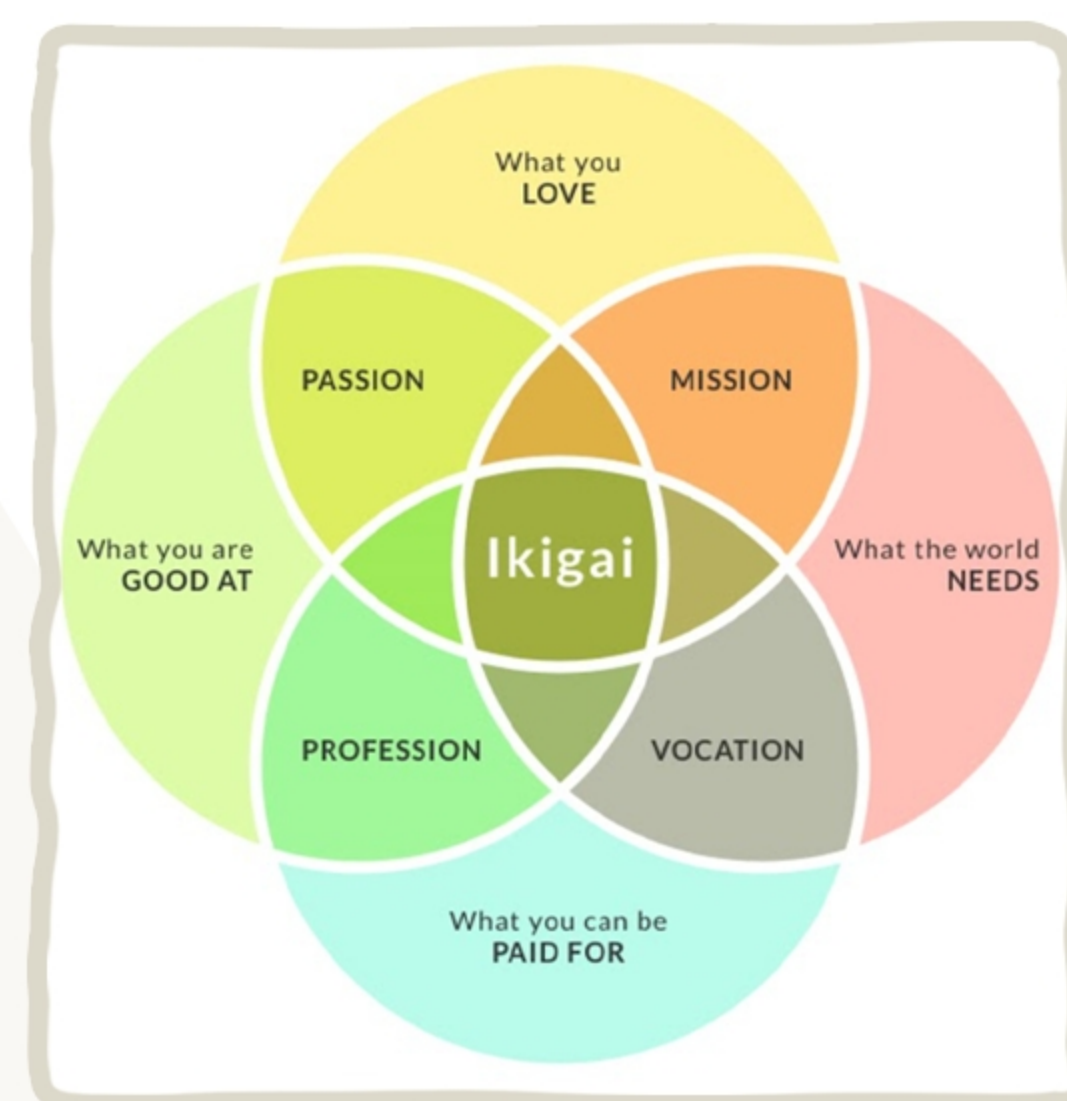 What you
LOVE
PASSION
MISSION
What you are
GOOD AT
Ikigai
What the world
NEEDS
PROFESSION
VOCATION
What you can be
PAID FOR